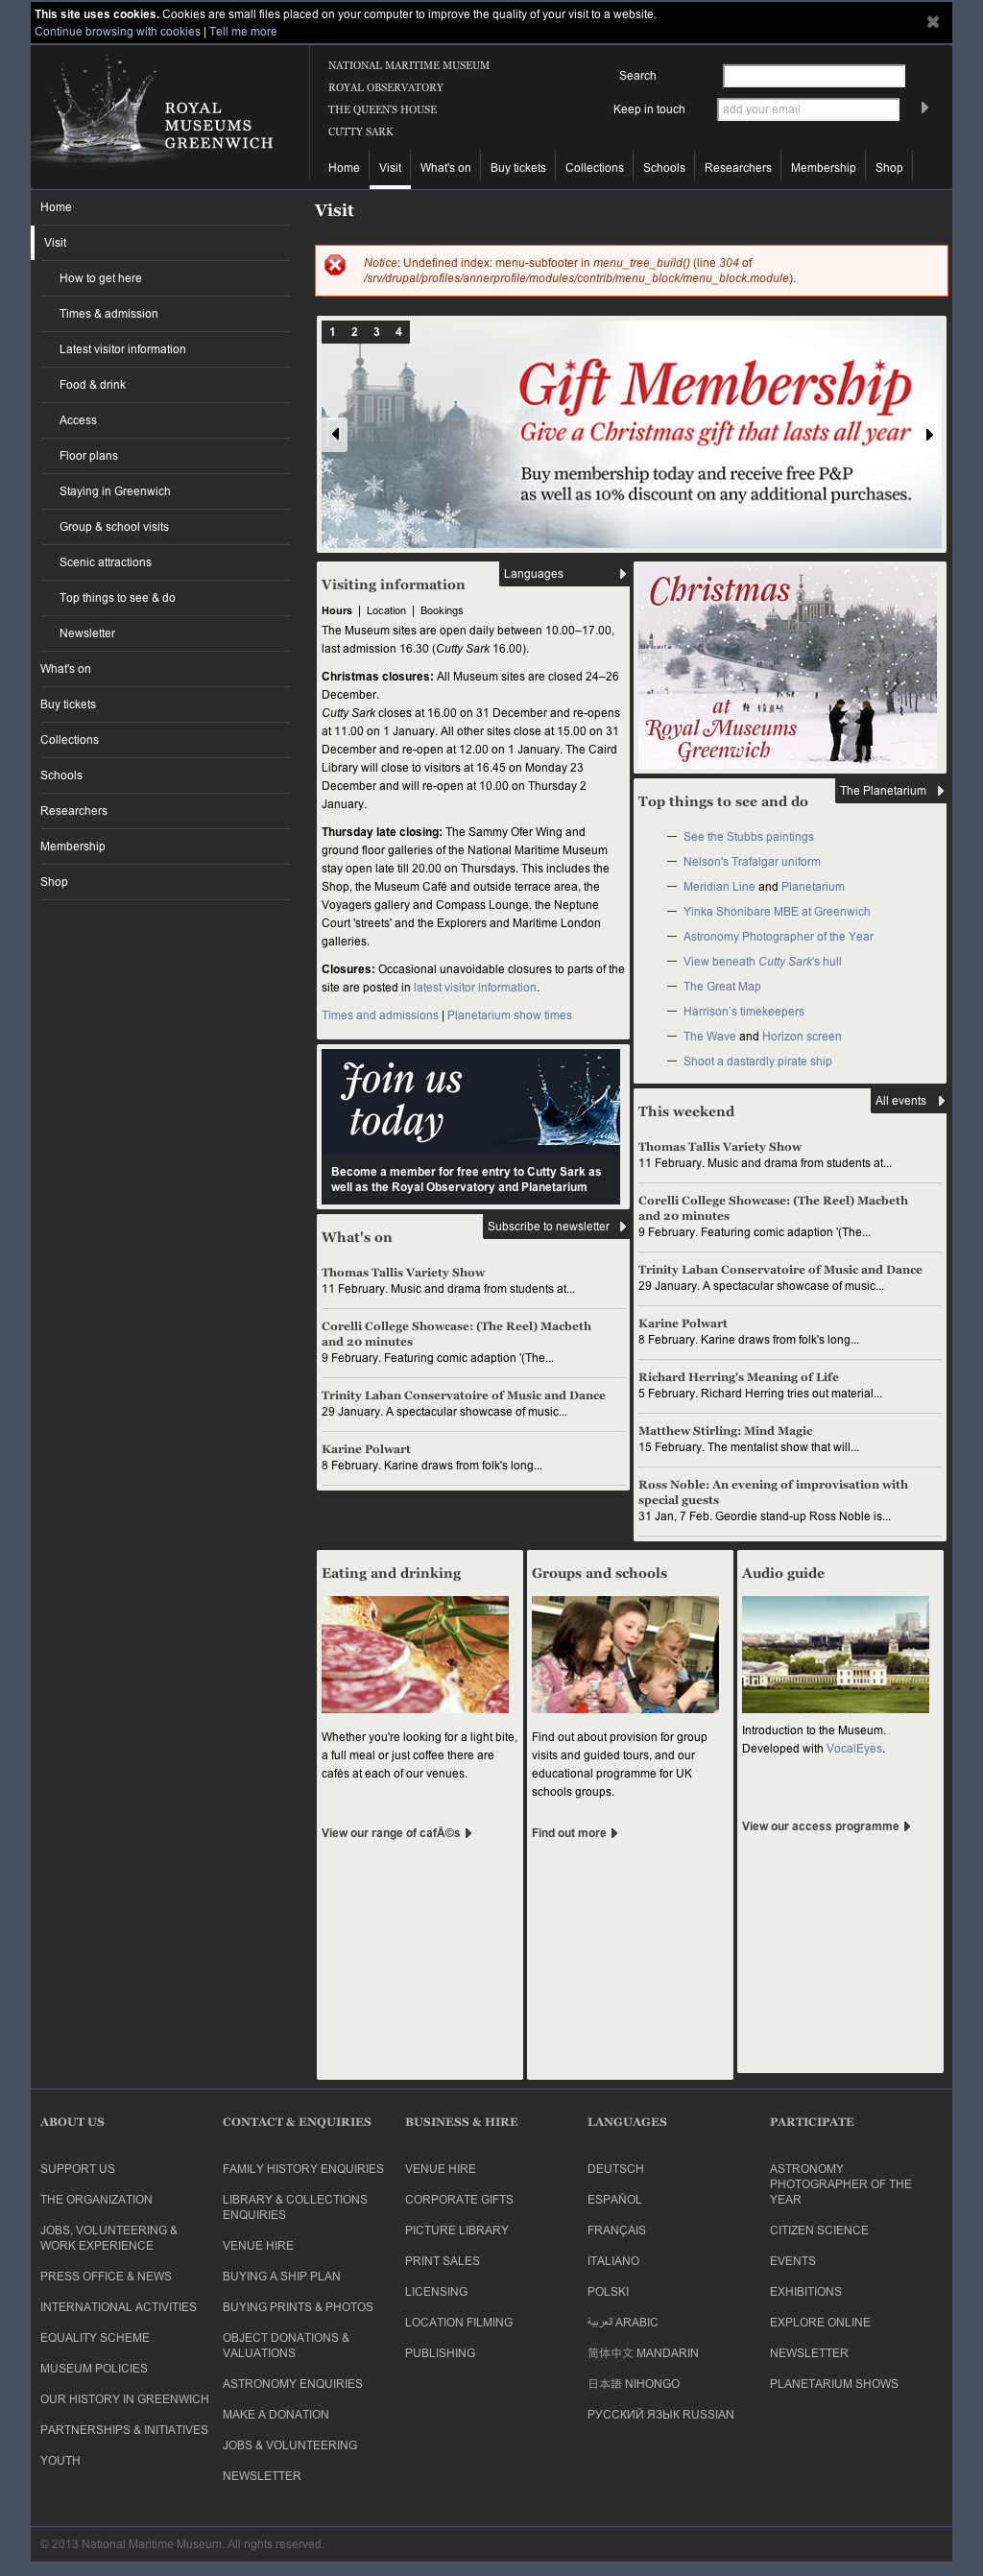 This site uses cookies. Cookies are small files placed on your computer to improve the quality of your visit to a website.
Continue browsing with cookies | Tell me more
ROYAL
MUSEUMS
GREENWICH
NATIONAL MARITIME MUSEUM
ROYAL OBSERVATORY
THE QUEEN'S HOUSE
CUTTY SARK
Search
Keep in touch
add your email
Home
Visit
What's on
Buy tickets
Collections
Schools
Researchers
Membership
Shop
Home
Visit
How to get here
Times & admission
Latest visitor information
Food & drink
Access
Floor plans
Staying in Greenwich
Group & school visits
Scenic attractions
Top things to see & do
Newsletter
What's on
Buy tickets
Collections
Schools
Researchers
Membership
Shop
Visit
Notice: Undefined index: menu-subfooter in menu_tree_build() (line 304 of
/srv/drupal/profiles/annerprofile/modules/contrib/menu_block/menu_block.module).
1 2 3 4
Gift Membership
Give a Christmas gift that lasts all year
Buy membership today and receive free P&P
as well as 10% discount on any additional purchases.
Languages
Visiting information
Hours | Location | Bookings
The Museum sites are open daily between 10.00–17.00,
last admission 16.30 (Cutty Sark 16.00).
Christmas closures: All Museum sites are closed 24–26
December.
Cutty Sark closes at 16.00 on 31 December and re-opens
at 11.00 on 1 January. All other sites close at 15.00 on 31
December and re-open at 12.00 on 1 January. The Caird
Library will close to visitors at 16.45 on Monday 23
December and will re-open at 10.00 on Thursday 2
January.
Thursday late closing: The Sammy Ofer Wing and
ground floor galleries of the National Maritime Museum
stay open late till 20.00 on Thursdays. This includes the
Shop, the Museum Café and outside terrace area, the
Voyagers gallery and Compass Lounge, the Neptune
Court 'streets' and the Explorers and Maritime London
galleries.
Closures: Occasional unavoidable closures to parts of the
site are posted in latest visitor information.
Times and admissions | Planetarium show times
Join us
today
Become a member for free entry to Cutty Sark as
well as the Royal Observatory and Planetarium
Subscribe to newsletter
What's on
Thomas Tallis Variety Show
11 February. Music and drama from students at...
Corelli College Showcase: (The Reel) Macbeth
and 20 minutes
9 February. Featuring comic adaption '(The...
Trinity Laban Conservatoire of Music and Dance
29 January. A spectacular showcase of music...
Karine Polwart
8 February. Karine draws from folk's long...
Christmas
at
Royal Museums
Greenwich
The Planetarium
Top things to see and do
— See the Stubbs paintings
— Nelson's Trafalgar uniform
— Meridian Line and Planetarium
— Yinka Shonibare MBE at Greenwich
— Astronomy Photographer of the Year
— View beneath Cutty Sark's hull
— The Great Map
— Harrison's timekeepers
— The Wave and Horizon screen
— Shoot a dastardly pirate ship
All events
This weekend
Thomas Tallis Variety Show
11 February. Music and drama from students at...
Corelli College Showcase: (The Reel) Macbeth
and 20 minutes
9 February. Featuring comic adaption '(The...
Trinity Laban Conservatoire of Music and Dance
29 January. A spectacular showcase of music...
Karine Polwart
8 February. Karine draws from folk's long...
Richard Herring's Meaning of Life
5 February. Richard Herring tries out material...
Matthew Stirling: Mind Magic
15 February. The mentalist show that will...
Ross Noble: An evening of improvisation with
special guests
31 Jan, 7 Feb. Geordie stand-up Ross Noble is...
Eating and drinking
Whether you're looking for a light bite,
a full meal or just coffee there are
cafés at each of our venues.
View our range of cafÃ©s
Groups and schools
Find out about provision for group
visits and guided tours, and our
educational programme for UK
schools groups.
Find out more
Audio guide
Introduction to the Museum.
Developed with VocalEyes.
View our access programme
ABOUT US
SUPPORT US
THE ORGANIZATION
JOBS, VOLUNTEERING &
WORK EXPERIENCE
PRESS OFFICE & NEWS
INTERNATIONAL ACTIVITIES
EQUALITY SCHEME
MUSEUM POLICIES
OUR HISTORY IN GREENWICH
PARTNERSHIPS & INITIATIVES
YOUTH
CONTACT & ENQUIRIES
FAMILY HISTORY ENQUIRIES
LIBRARY & COLLECTIONS
ENQUIRIES
VENUE HIRE
BUYING A SHIP PLAN
BUYING PRINTS & PHOTOS
OBJECT DONATIONS &
VALUATIONS
ASTRONOMY ENQUIRIES
MAKE A DONATION
JOBS & VOLUNTEERING
NEWSLETTER
BUSINESS & HIRE
VENUE HIRE
CORPORATE GIFTS
PICTURE LIBRARY
PRINT SALES
LICENSING
LOCATION FILMING
PUBLISHING
LANGUAGES
DEUTSCH
ESPAÑOL
FRANÇAIS
ITALIANO
POLSKI
العربية ARABIC
简体中文 MANDARIN
日本語 NIHONGO
РУССКИЙ ЯЗЫК RUSSIAN
PARTICIPATE
ASTRONOMY
PHOTOGRAPHER OF THE
YEAR
CITIZEN SCIENCE
EVENTS
EXHIBITIONS
EXPLORE ONLINE
NEWSLETTER
PLANETARIUM SHOWS
© 2013 National Maritime Museum. All rights reserved.